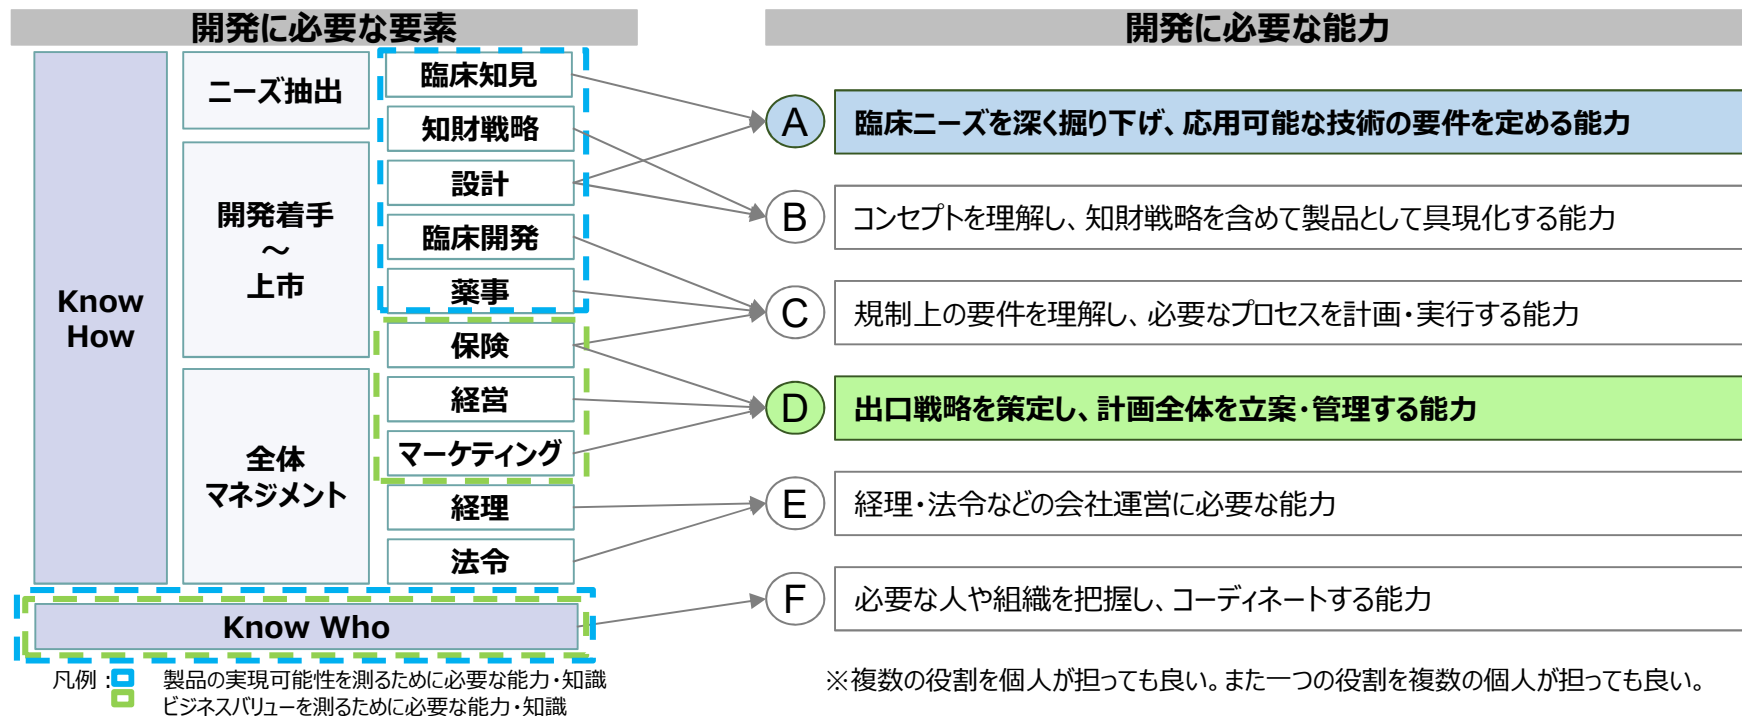 開発に必要な要素
開発に必要な能力
Know
How
ニーズ抽出
開発着手
～
上市
全体
マネジメント
臨床知見
知財戦略
設計
臨床開発
薬事
保険
経営
マーケティング
経理
法令
Know Who
A
臨床ニーズを深く掘り下げ、応用可能な技術の要件を定める能力
B
コンセプトを理解し、知財戦略を含めて製品として具現化する能力
C
規制上の要件を理解し、必要なプロセスを計画・実行する能力
D
出口戦略を策定し、計画全体を立案・管理する能力
E
経理・法令などの会社運営に必要な能力
F
必要な人や組織を把握し、コーディネートする能力
凡例：
製品の実現可能性を測るために必要な能力・知識
ビジネスバリューを測るために必要な能力・知識
※複数の役割を個人が担っても良い。また一つの役割を複数の個人が担っても良い。